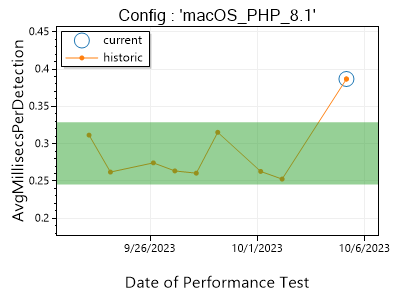 Config : 'macOS_PHP_8.1'
current
historic
AvgMillisecsPerDetection
0.45
0.4
0.35
0.3
0.25
0.2
9/26/2023
10/1/2023
10/6/2023
Date of Performance Test